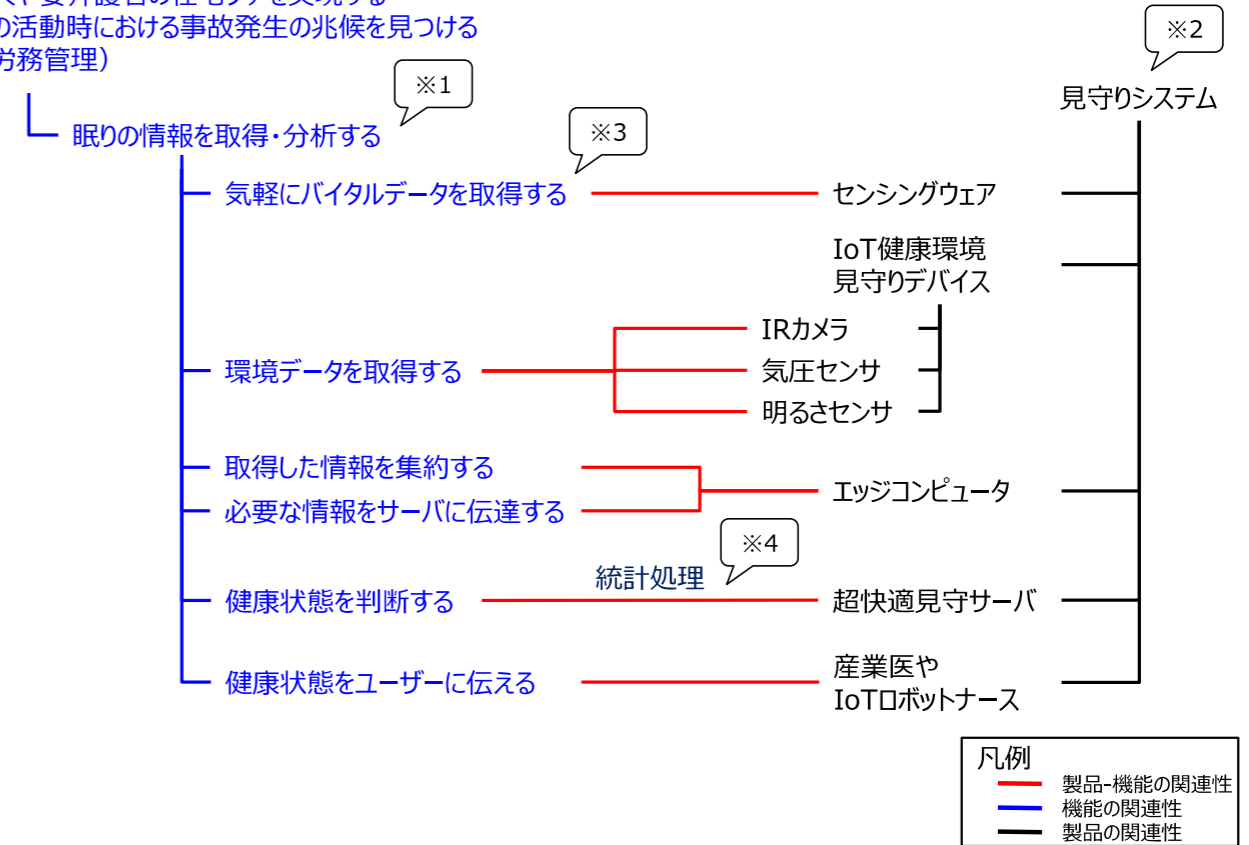 の活動時における事故発生の兆候を見つける
労務管理）
※1
※2
見守りシステム
眠りの情報を取得・分析する
※3
気軽にバイタルデータを取得する
センシングウェア
IoT健康環境
見守りデバイス
IRカメラ
環境データを取得する
気圧センサ
明るさセンサ
取得した情報を集約する
エッジコンピュータ
必要な情報をサーバに伝達する
※4
統計処理
健康状態を判断する
超快適見守サーバ
健康状態をユーザーに伝える
産業医や
IoTロボットナース
凡例
製品-機能の関連性
機能の関連性
製品の関連性